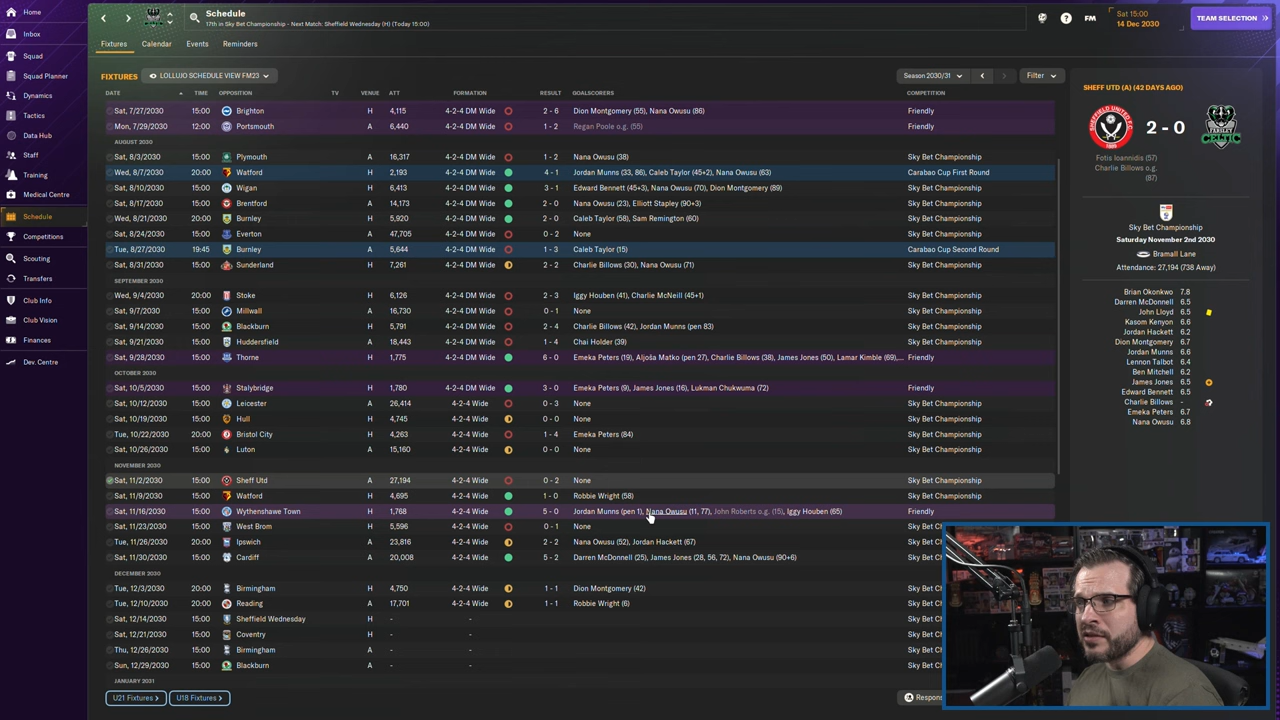 Home
Inbox
Squad
Squad Planner
Dynamics
Tactics
Data Hub
Staff
Training
Medical Centre
Schedule
Competitions
Scouting
Transfers
Club Info
Club Vision
Finances
Dev. Centre
Schedule
17th in Sky Bet Championship - Next Match: Sheffield Wednesday (H) (Today 15:00)
FM
Sat 15:00
14 Dec 2030
TEAM SELECTION
Fixtures Calendar Events Reminders
FIXTURES LOLLUJO SCHEDULE VIEW FM23 Season 2030/31 Filter
DATE TIME OPPOSITION TV VENUE ATT FORMATION RESULT GOALSCORERS COMPETITION
Sat, 7/27/2030 15:00 Brighton H 4,115 4-2-4 DM Wide 2 - 6 Dion Montgomery (55), Nana Owusu (86) Friendly
Mon, 7/29/2030 12:00 Portsmouth A 6,440 4-2-4 DM Wide 1 - 2 Regan Poole o.g. (55) Friendly
AUGUST 2030
Sat, 8/3/2030 15:00 Plymouth A 16,317 4-2-4 DM Wide 1 - 2 Nana Owusu (38) Sky Bet Championship
Wed, 8/7/2030 20:00 Watford H 2,193 4-2-4 DM Wide 4 - 1 Jordan Munns (33, 86), Caleb Taylor (45+2), Nana Owusu (63) Carabao Cup First Round
Sat, 8/10/2030 15:00 Wigan H 6,413 4-2-4 DM Wide 3 - 1 Edward Bennett (45+3), Nana Owusu (70), Dion Montgomery (89) Sky Bet Championship
Sat, 8/17/2030 15:00 Brentford A 14,173 4-2-4 DM Wide 2 - 0 Nana Owusu (23), Elliott Stapley (90+3) Sky Bet Championship
Wed, 8/21/2030 20:00 Burnley H 5,920 4-2-4 DM Wide 2 - 0 Caleb Taylor (58), Sam Remington (60) Sky Bet Championship
Sat, 8/24/2030 15:00 Everton A 47,705 4-2-4 DM Wide 0 - 2 None Sky Bet Championship
Tue, 8/27/2030 19:45 Burnley H 5,644 4-2-4 DM Wide 1 - 3 Caleb Taylor (15) Carabao Cup Second Round
Sat, 8/31/2030 15:00 Sunderland H 7,261 4-2-4 DM Wide 2 - 2 Charlie Billows (30), Nana Owusu (71) Sky Bet Championship
SEPTEMBER 2030
Wed, 9/4/2030 20:00 Stoke H 6,126 4-2-4 DM Wide 2 - 3 Iggy Houben (41), Charlie McNeill (45+1) Sky Bet Championship
Sat, 9/7/2030 15:00 Millwall A 16,730 4-2-4 DM Wide 0 - 1 None Sky Bet Championship
Sat, 9/14/2030 15:00 Blackburn H 5,791 4-2-4 DM Wide 2 - 4 Charlie Billows (42), Jordan Munns (pen 83) Sky Bet Championship
Sat, 9/21/2030 15:00 Huddersfield A 18,443 4-2-4 DM Wide 1 - 4 Chai Holder (39) Sky Bet Championship
Sat, 9/28/2030 15:00 Thorne H 1,775 4-2-4 DM Wide 6 - 0 Emeka Peters (19), Aljoša Matko (pen 27), Charlie Billows (38), James Jones (50), Lamar Kimble (69),... Friendly
OCTOBER 2030
Sat, 10/5/2030 15:00 Stalybridge H 1,780 4-2-4 DM Wide 3 - 0 Emeka Peters (9), James Jones (16), Lukman Chukwuma (72) Friendly
Sat, 10/12/2030 15:00 Leicester A 26,414 4-2-4 Wide 0 - 3 None Sky Bet Championship
Sat, 10/19/2030 15:00 Hull H 4,745 4-2-4 Wide 0 - 0 None Sky Bet Championship
Tue, 10/22/2030 20:00 Bristol City H 4,263 4-2-4 Wide 1 - 4 Emeka Peters (84) Sky Bet Championship
Sat, 10/26/2030 15:00 Luton A 15,160 4-2-4 Wide 0 - 0 None Sky Bet Championship
NOVEMBER 2030
Sat, 11/2/2030 15:00 Sheff Utd A 27,194 4-2-4 Wide 0 - 2 None Sky Bet Championship
Sat, 11/9/2030 15:00 Watford H 4,695 4-2-4 Wide 1 - 0 Robbie Wright (58) Sky Bet Championship
Sat, 11/16/2030 15:00 Wythenshawe Town H 1,768 4-2-4 Wide 5 - 0 Jordan Munns (pen 1), Nana Owusu (11, 77), John Roberts o.g. (15), Iggy Houben (65) Friendly
Sat, 11/23/2030 15:00 West Brom H 5,596 4-2-4 Wide 0 - 1 None Sky Bet Championship
Tue, 11/26/2030 20:00 Ipswich A 23,816 4-2-4 Wide 2 - 2 Nana Owusu (52), Jordan Hackett (67) Sky Bet Ch
Sat, 11/30/2030 15:00 Cardiff A 20,008 4-2-4 Wide 5 - 2 Darren McDonnell (25), James Jones (28, 56, 72), Nana Owusu (90+6) Sky Bet Ch
DECEMBER 2030
Tue, 12/3/2030 20:00 Birmingham H 4,750 4-2-4 Wide 1 - 1 Dion Montgomery (42) Sky Bet Ch
Tue, 12/10/2030 20:00 Reading A 17,701 4-2-4 Wide 1 - 1 Robbie Wright (6) Sky Bet Ch
Sat, 12/14/2030 15:00 Sheffield Wednesday H - - Sky Bet Ch
Sat, 12/21/2030 15:00 Coventry H - - Sky Bet Ch
Thu, 12/26/2030 15:00 Birmingham A - - Sky Bet Ch
Sun, 12/29/2030 15:00 Blackburn A - - Sky Bet Ch
JANUARY 2031
U21 Fixtures U18 Fixtures Respon
SHEFF UTD (A) (42 DAYS AGO)
2 - 0
Fotis Ioannidis (57)
Charlie Billows o.g.
(87)
Sky Bet Championship
Saturday November 2nd 2030
Bramall Lane
Attendance: 27,194 (738 Away)
Brian Okonkwo 7.8
Darren McDonnell 6.5
John Lloyd 6.5
Kasom Kenyon 6.6
Jordan Hackett 6.2
Dion Montgomery 6.7
Jordan Munns 6.6
Lennon Talbot 6.4
Ben Mitchell 6.2
James Jones 6.5
Edward Bennett 6.5
Charlie Billows -
Emeka Peters 6.7
Nana Owusu 6.8